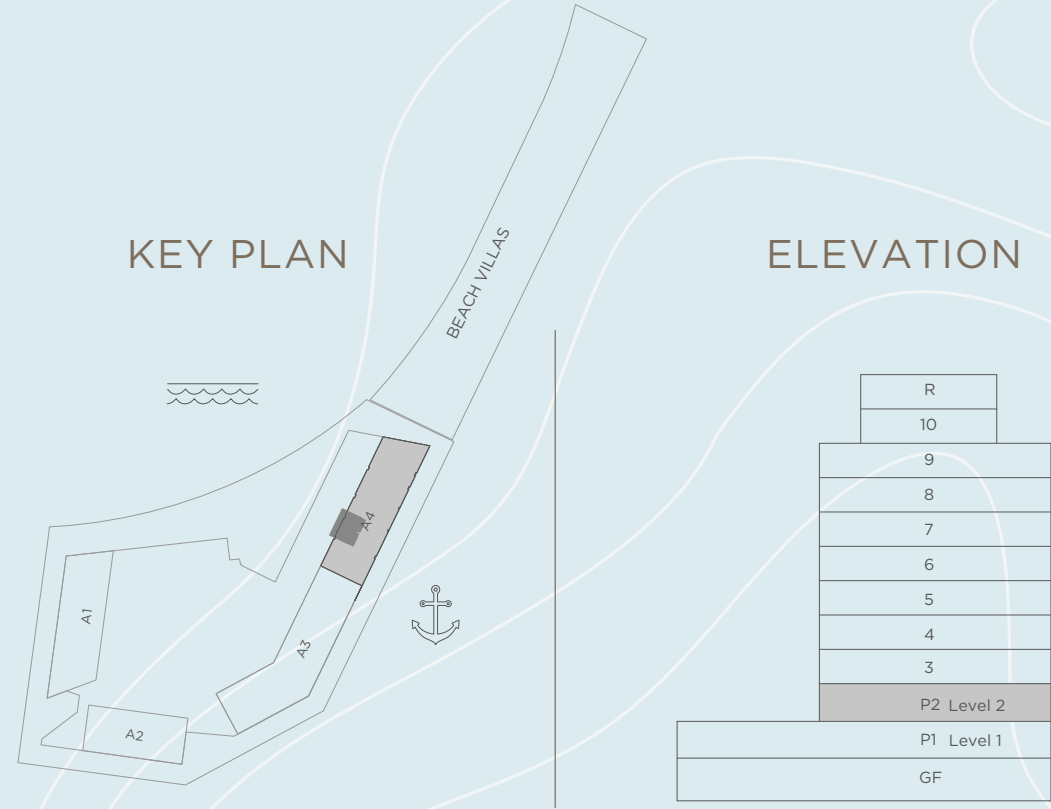 KEY PLAN
BEACH VILLAS
A4
A3
A1
A2
ELEVATION
R
10
9
8
7
6
5
4
3
P2 Level 2
P1 Level 1
GF